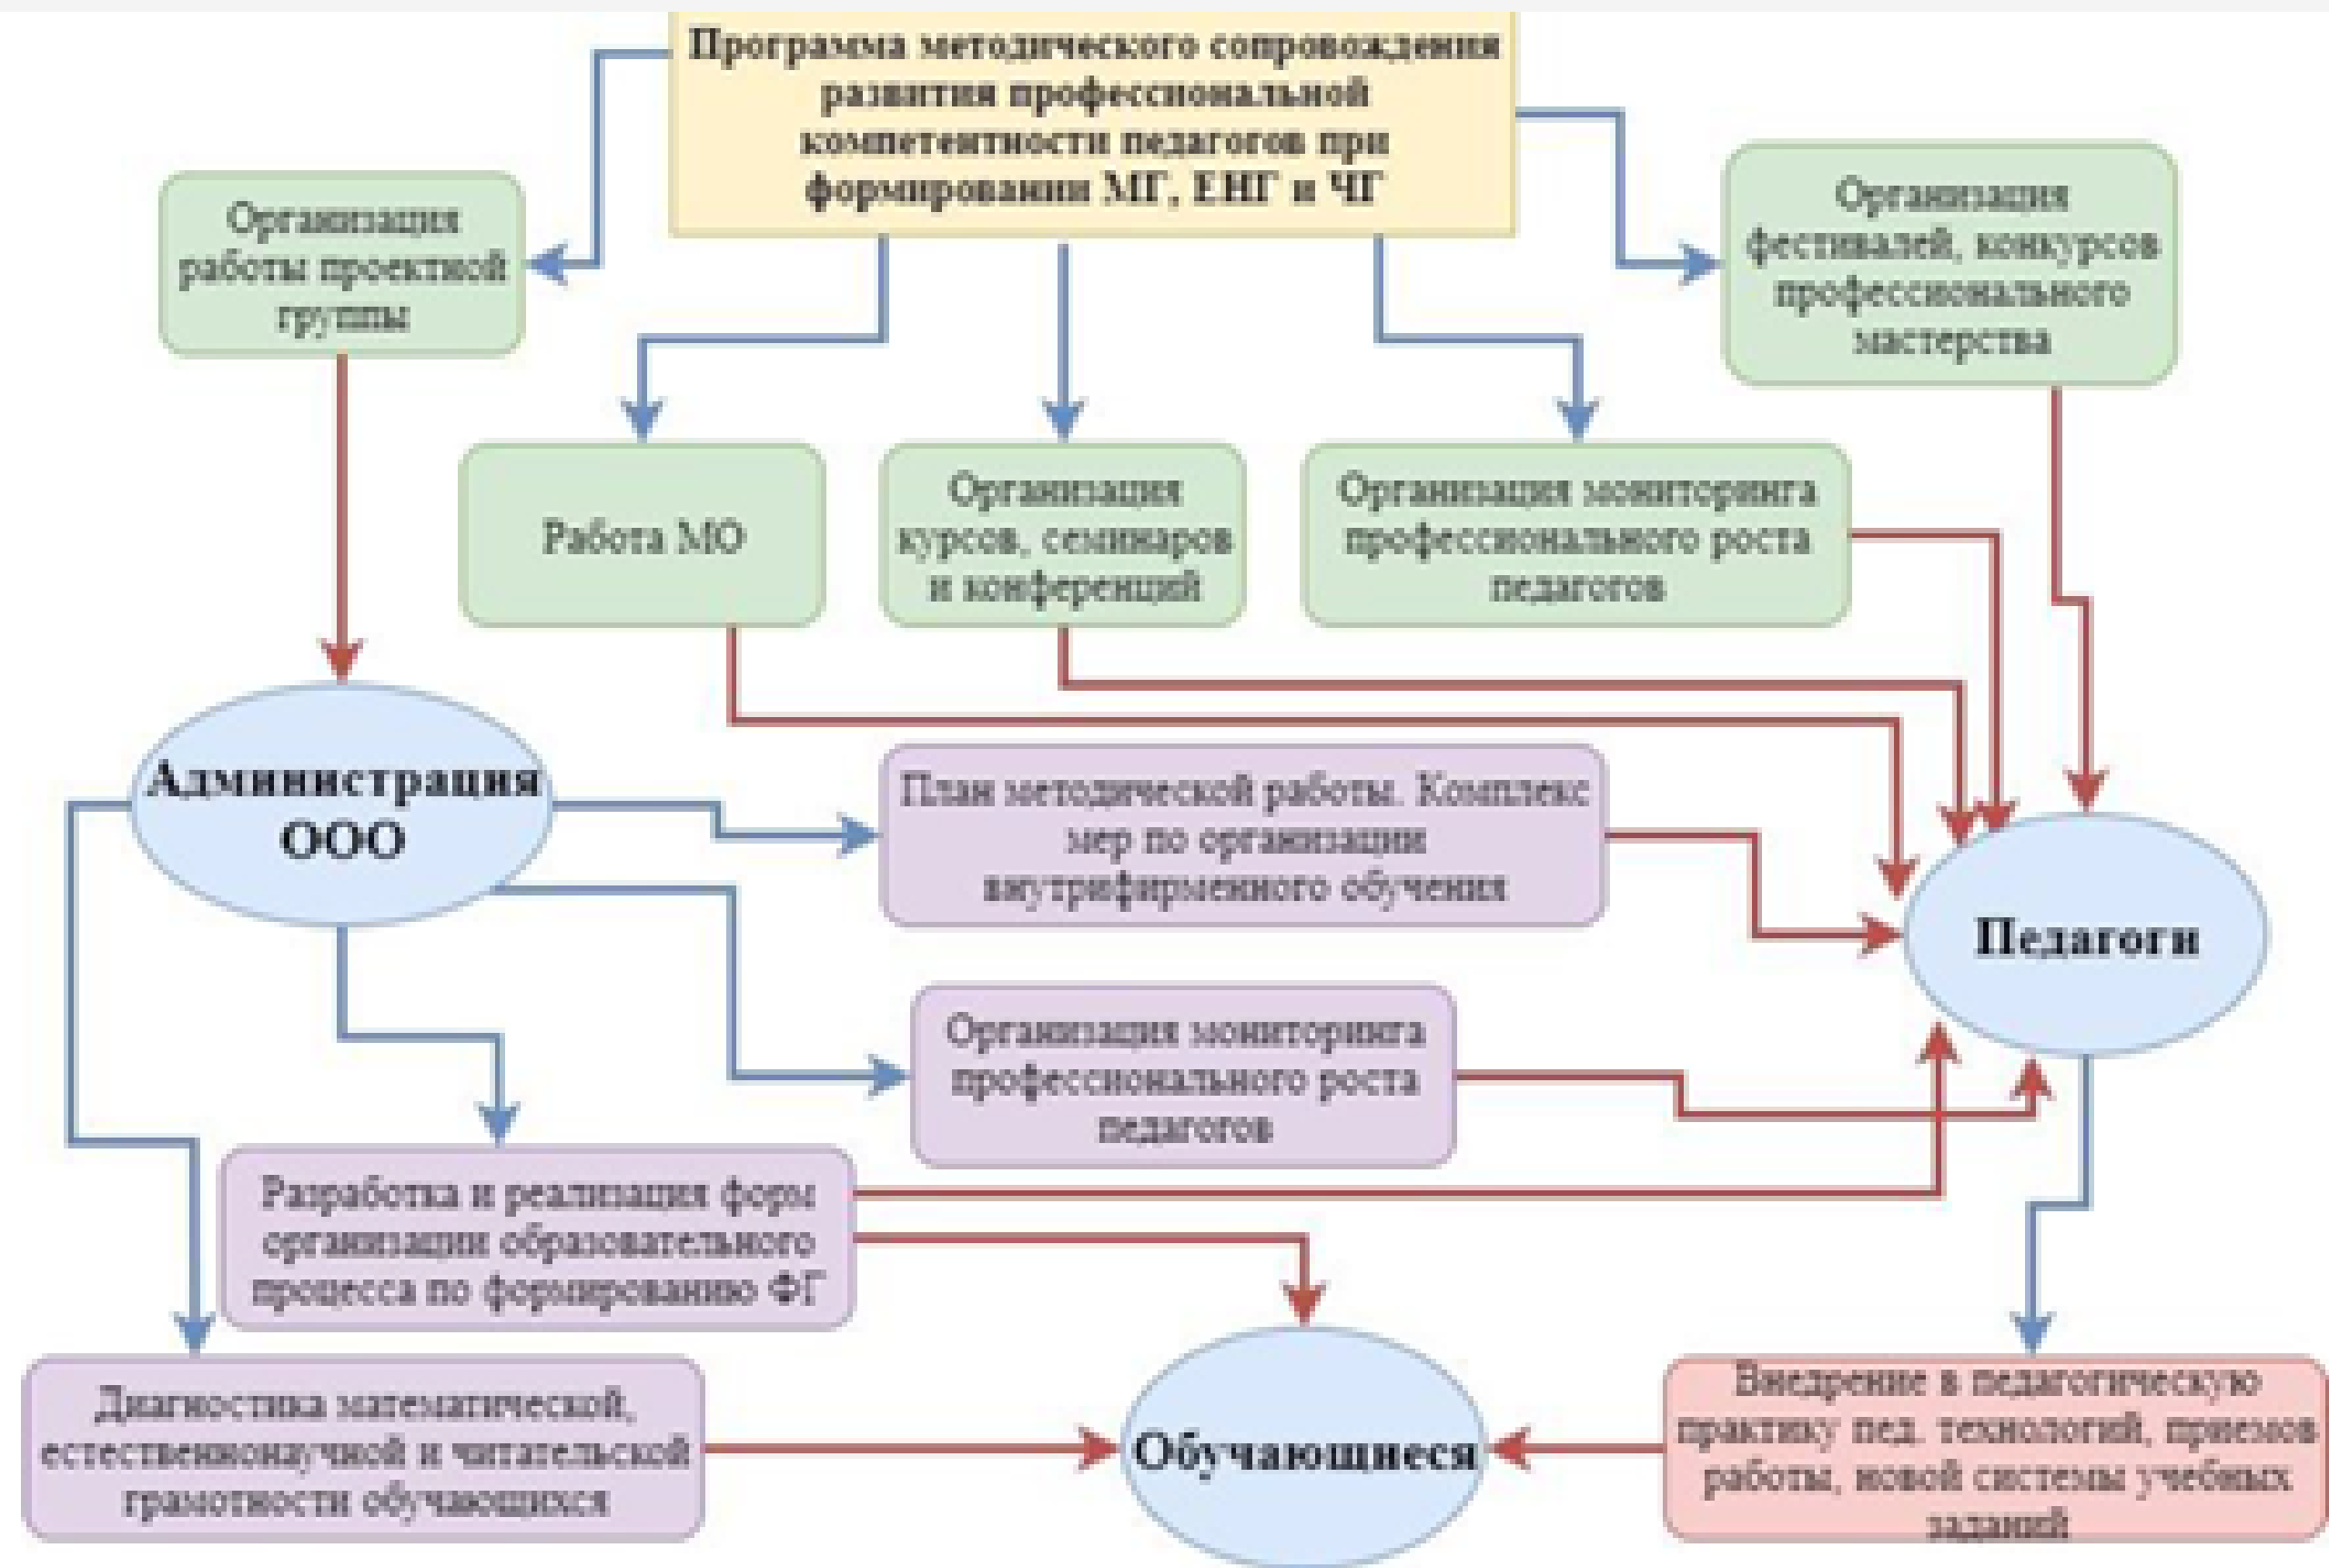 Программа методического сопровождения
развития профессиональной
компетентности педагогов при
формировании МГ, ЕНГ и ЧГ
Организация
работы проектной
группы
Организация
фестивалей, конкурсов
профессионального
мастерства
Работа МО
Организация
курсов, семинаров
и конференций
Организация мониторинга
профессионального роста
педагогов
Администрация
ООО
План методической работы. Комплекс
мер по организации
внутрифирменного обучения
Педагоги
Организация мониторинга
профессионального роста
педагогов
Разработка и реализация форм
организации образовательного
процесса по формированию ФГ
Диагностика математической,
естественнонаучной и читательской
грамотности обучающихся
Обучающиеся
Внедрение в педагогическую
практику пед. технологий, приемов
работы, новой системы учебных
заданий